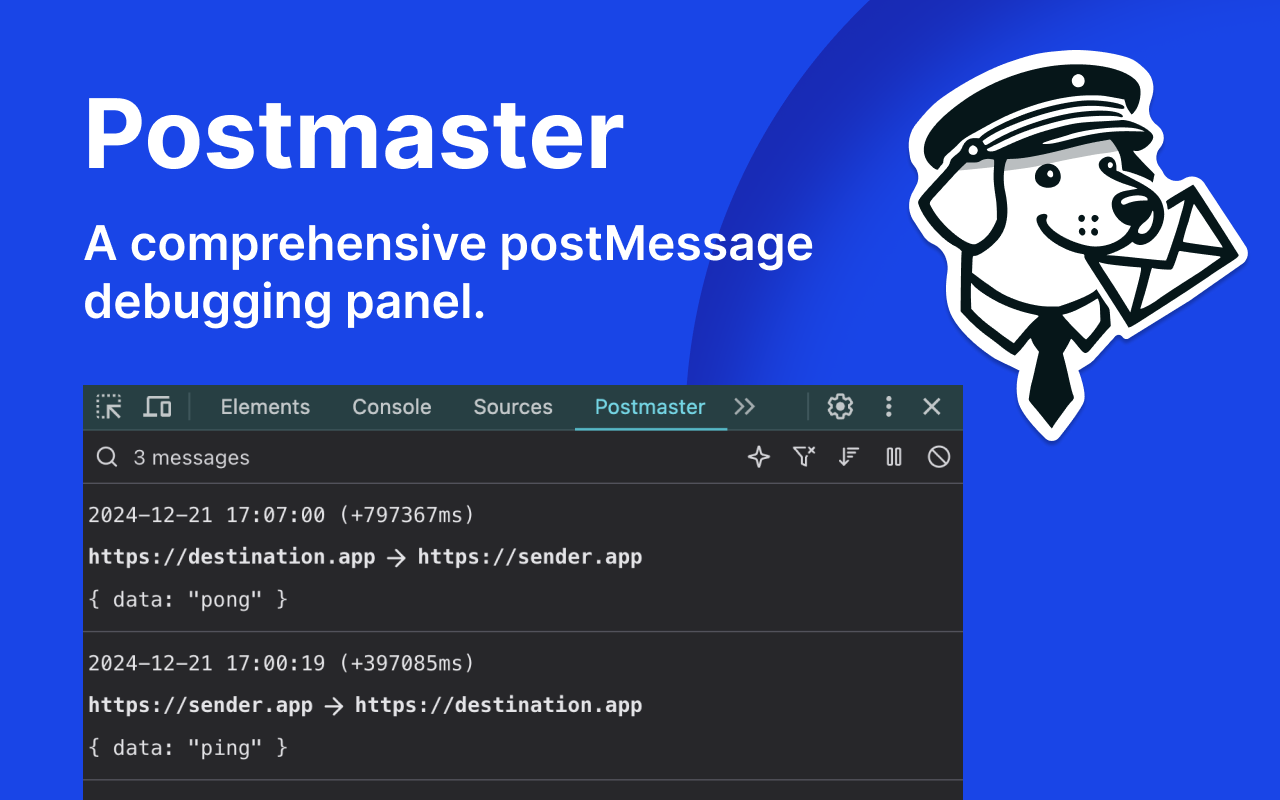 Postmaster
A comprehensive postMessage
debugging panel.
Elements Console Sources Postmaster
3 messages
2024-12-21 17:07:00 (+797367ms)
https://destination.app → https://sender.app
{ data: "pong" }
2024-12-21 17:00:19 (+397085ms)
https://sender.app → https://destination.app
{ data: "ping" }